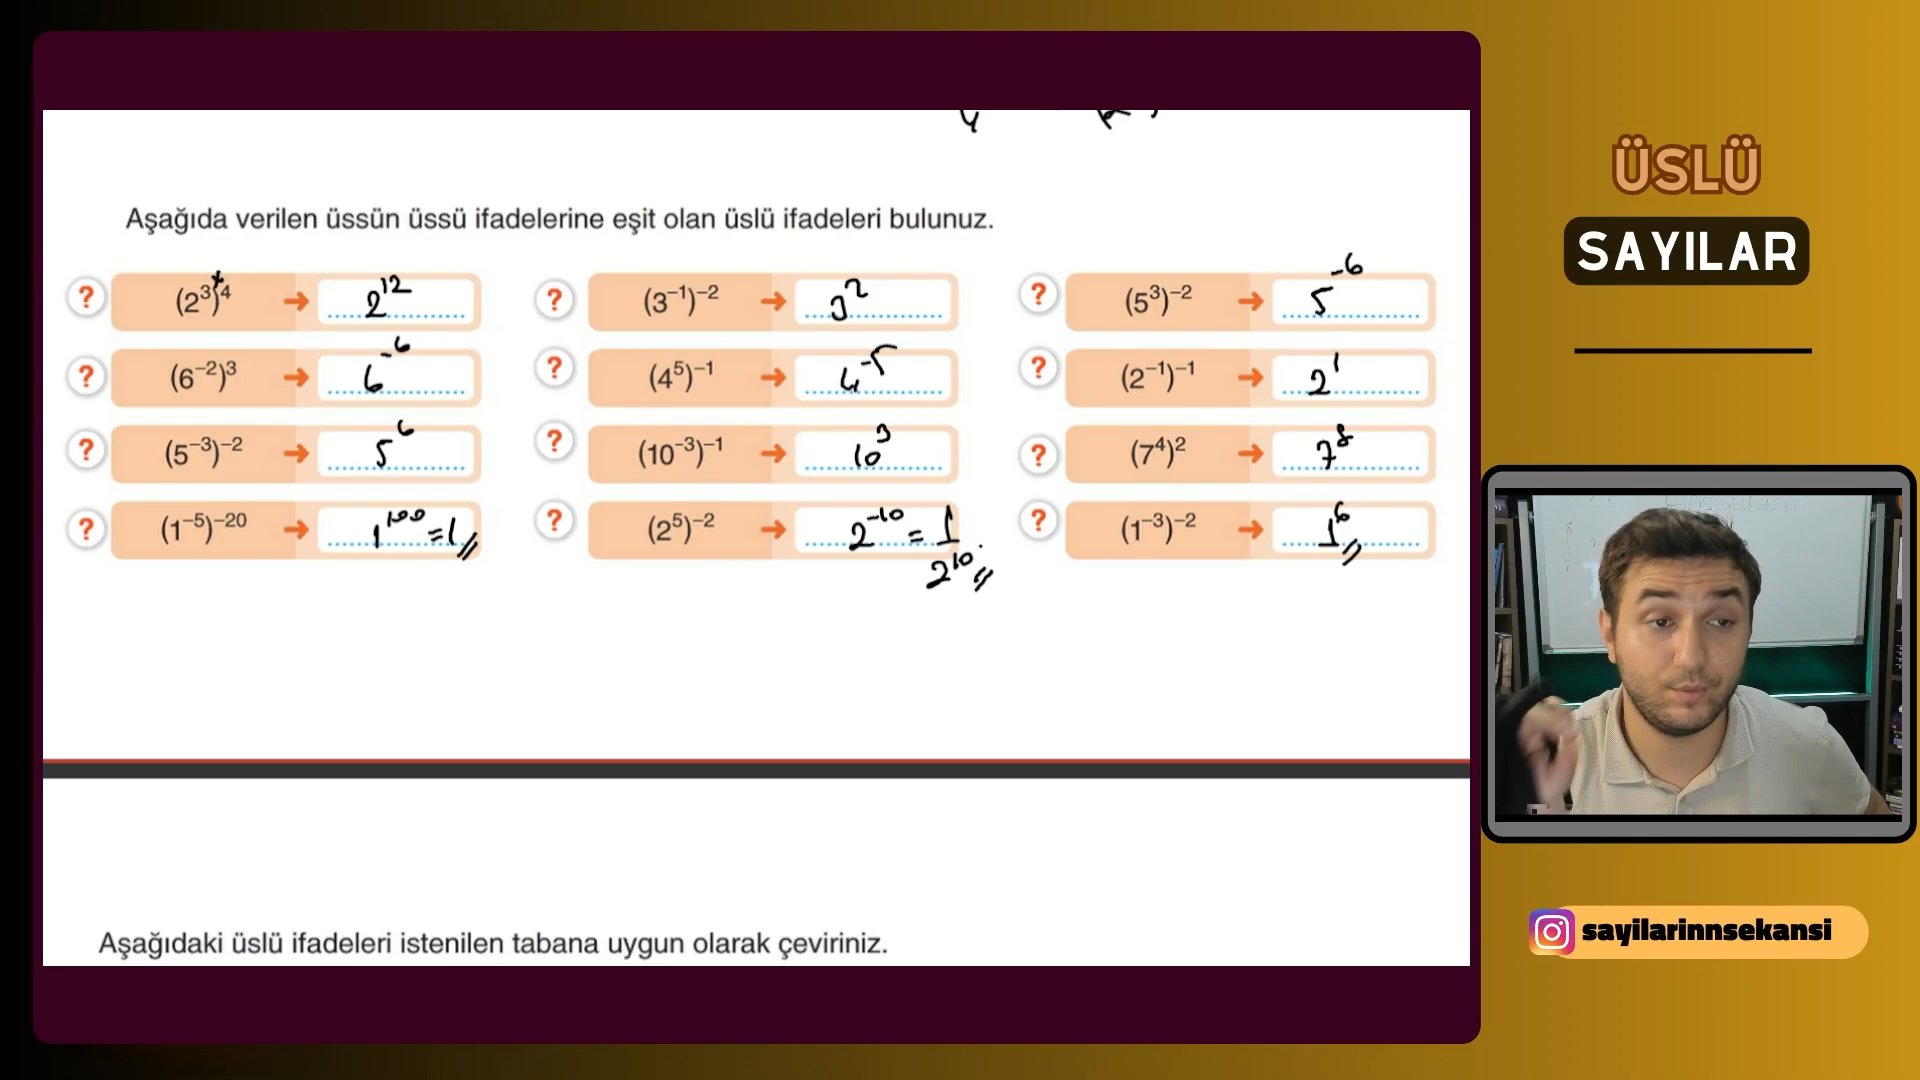 Aşağıda verilen üssün üssü ifadelerine eşit olan üslü ifadeleri bulunuz.
? (2³)⁴ → 2¹² ? (3⁻¹)⁻² → 3² ? (5³)⁻² → 5⁻⁶
? (6⁻²)³ → 6⁻⁶ ? (4⁵)⁻¹ → 4⁻⁵ ? (2⁻¹)⁻¹ → 2¹
? (5⁻³)⁻² → 5⁶ ? (10⁻³)⁻¹ → 10³ ? (7⁴)² → 7⁸
? (1⁻⁵)⁻²⁰ → 1¹⁰⁰ = 1 ? (2⁵)⁻² → 2⁻¹⁰ = 1 ? (1⁻³)⁻² → 1⁶
2¹⁰
Aşağıdaki üslü ifadeleri istenilen tabana uygun olarak çeviriniz.
ÜSLÜ
SAYILAR
sayilarinnsekansi